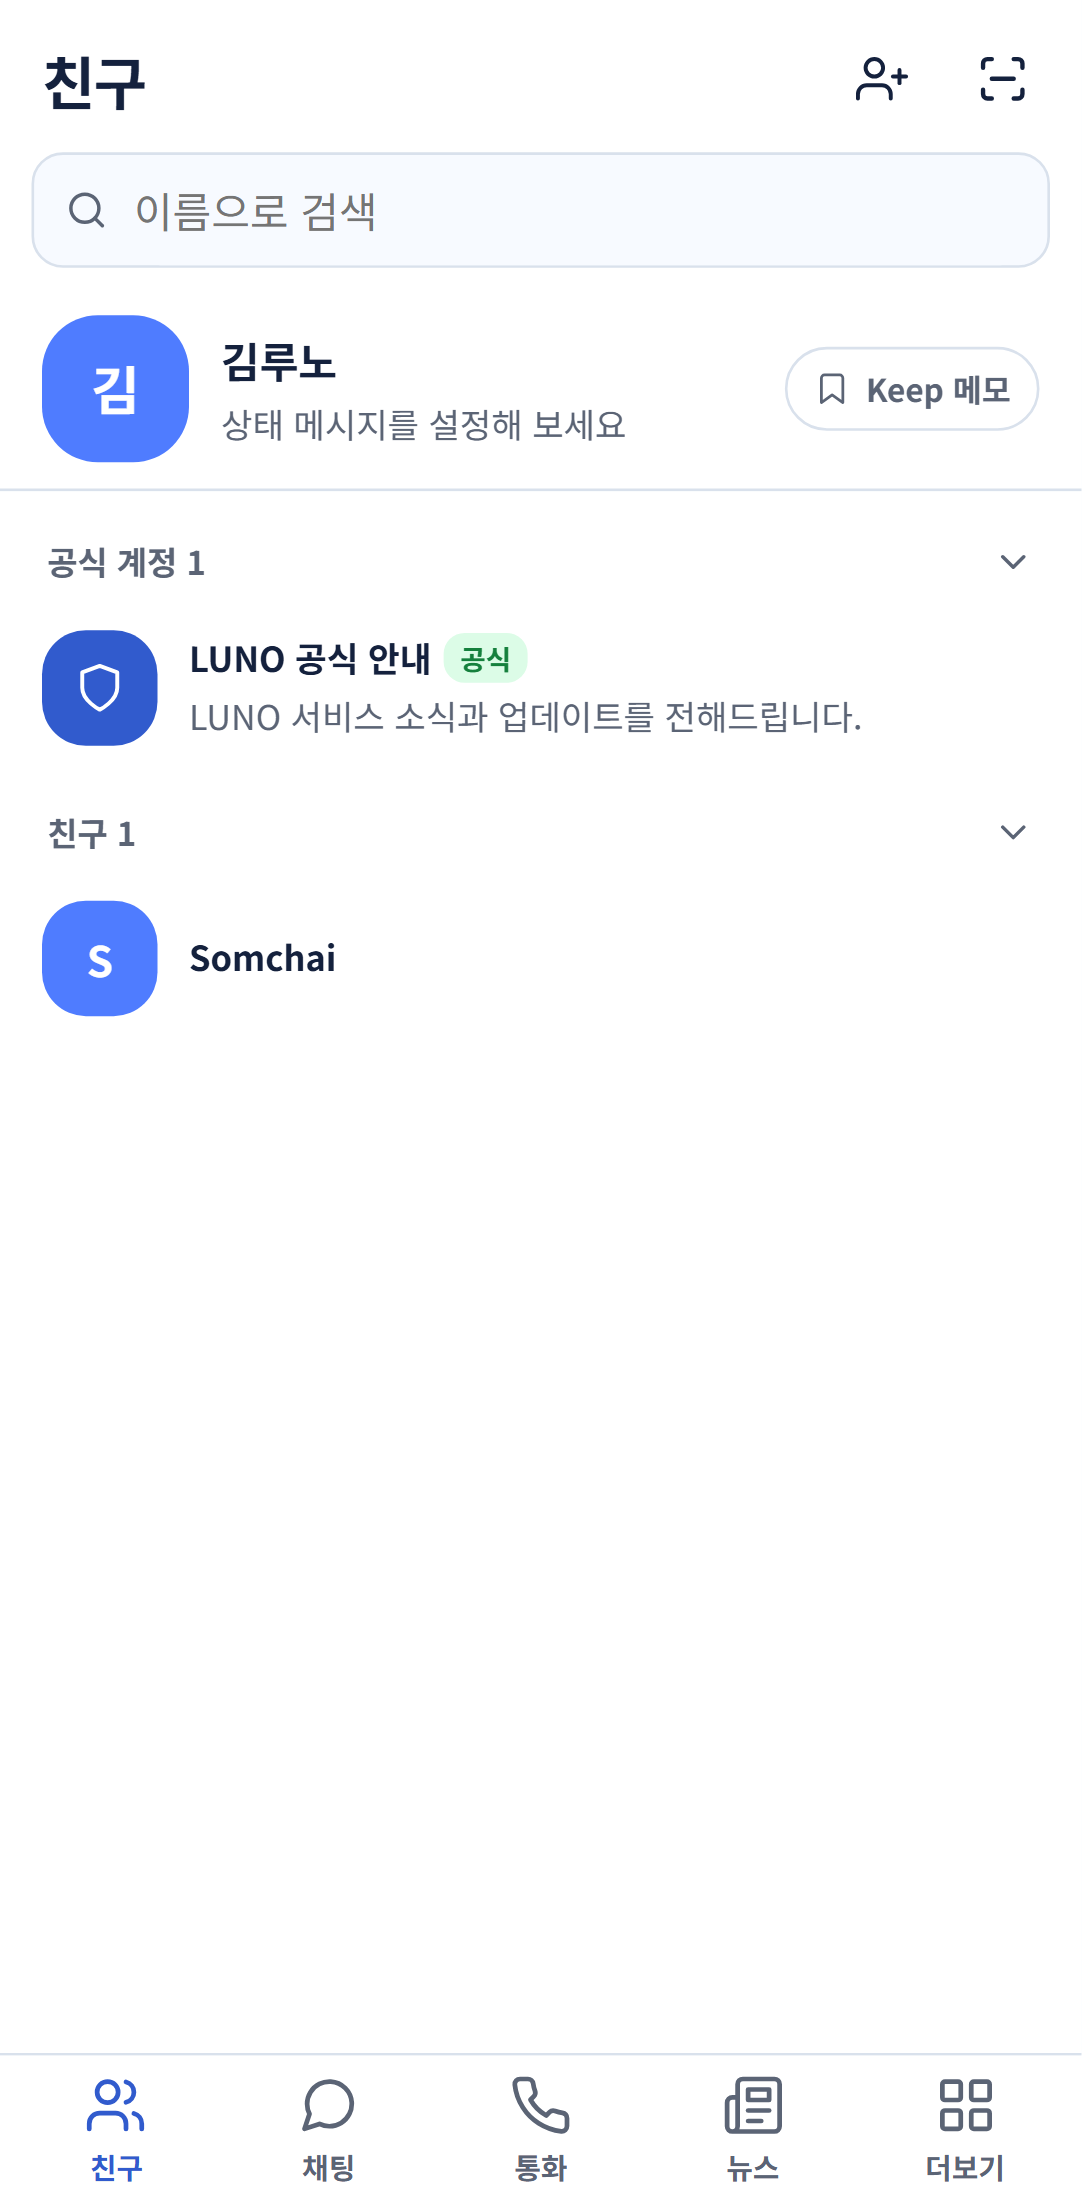 친구
이름으로 검색
김
김루노
상태 메시지를 설정해 보세요
Keep 메모
공식 계정 1
LUNO 공식 안내 공식
LUNO 서비스 소식과 업데이트를 전해드립니다.
친구 1
S
Somchai
친구 채팅 통화 뉴스 더보기